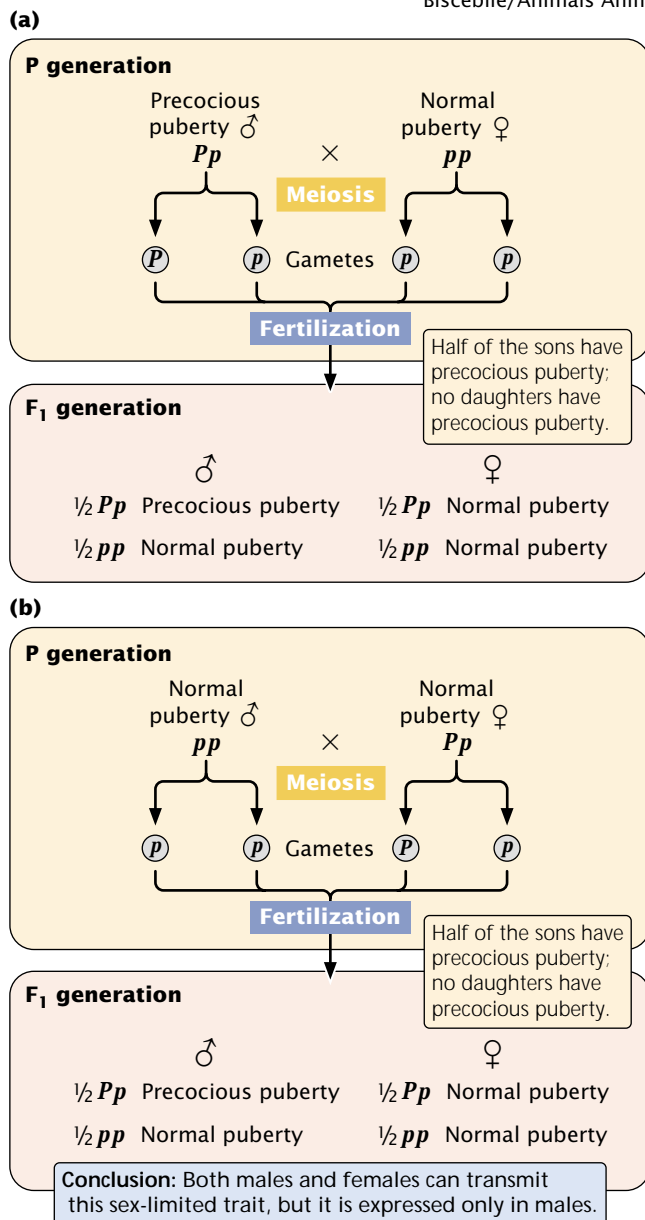 Biscebile/Animals Anim
(a)
P generation
Precocious Normal
puberty ♂ puberty ♀
Pp × pp
Meiosis
P p Gametes p p
Fertilization
Half of the sons have
precocious puberty;
no daughters have
precocious puberty.
F₁ generation
♂ ♀
½ Pp Precocious puberty ½ Pp Normal puberty
½ pp Normal puberty ½ pp Normal puberty
(b)
P generation
Normal Normal
puberty ♂ puberty ♀
pp × Pp
Meiosis
p p Gametes P p
Fertilization
Half of the sons have
precocious puberty;
no daughters have
precocious puberty.
F₁ generation
♂ ♀
½ Pp Precocious puberty ½ Pp Normal puberty
½ pp Normal puberty ½ pp Normal puberty
Conclusion: Both males and females can transmit
this sex-limited trait, but it is expressed only in males.